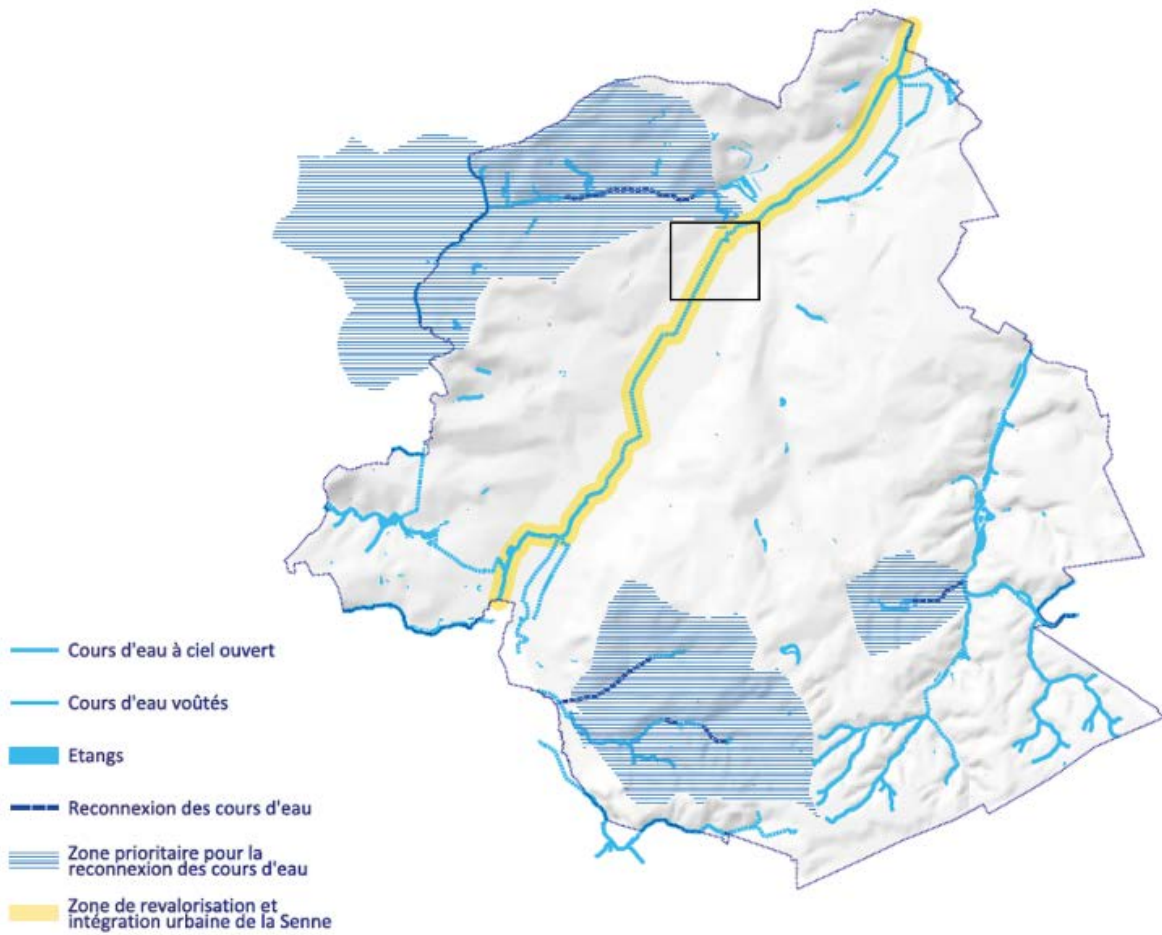 Cours d'eau à ciel ouvert
Cours d'eau voûtés
Etangs
Reconnexion des cours d'eau
Zone prioritaire pour la
reconnexion des cours d'eau
Zone de revalorisation et
intégration urbaine de la Senne